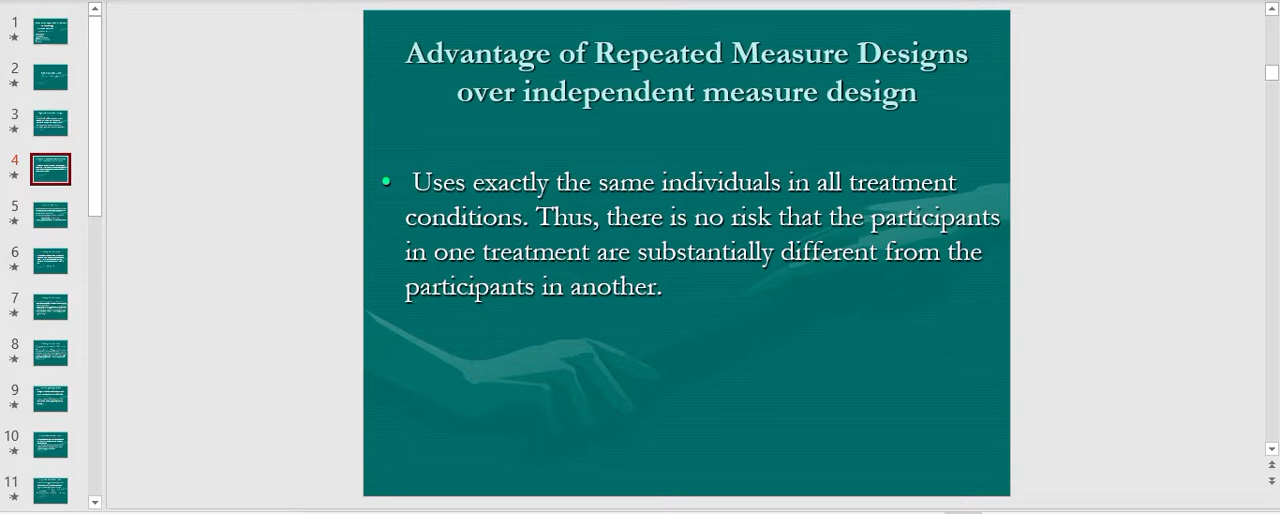 1
2
3
4
5
6
7
8
9
10
11
Advantage of Repeated Measure Designs
over independent measure design
• Uses exactly the same individuals in all treatment
conditions. Thus, there is no risk that the participants
in one treatment are substantially different from the
participants in another.